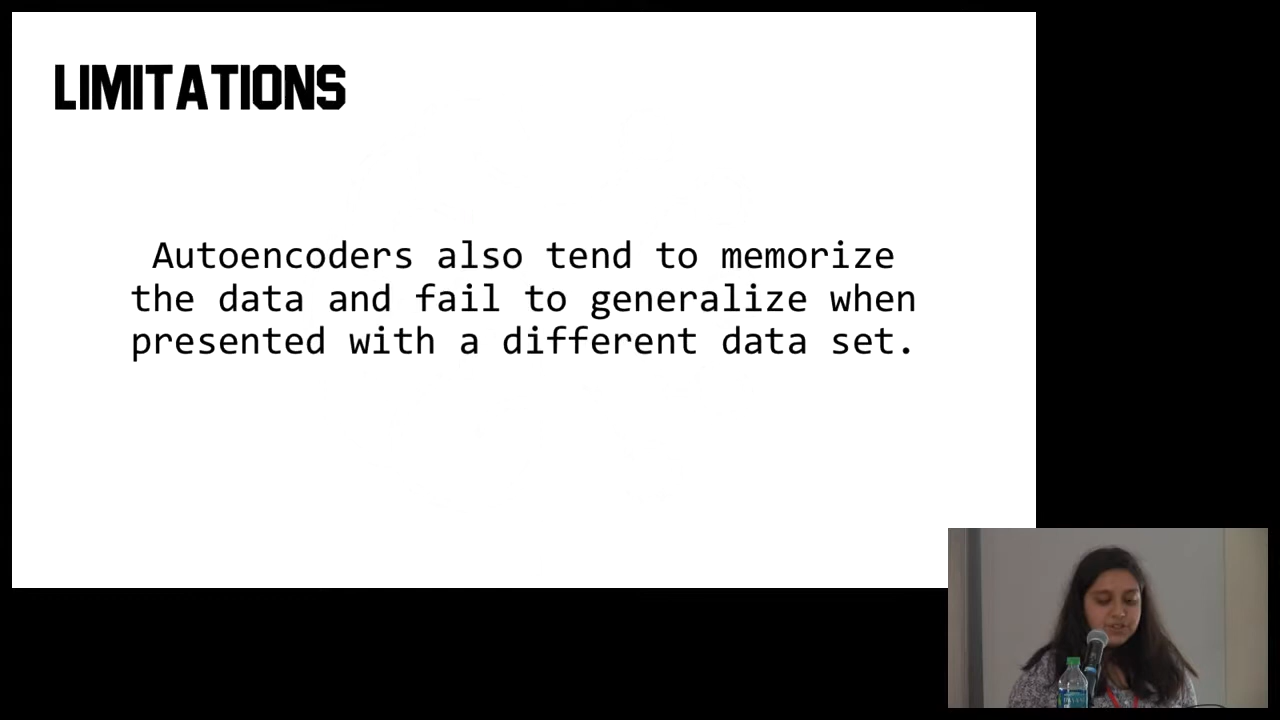 LIMITATIONS
Autoencoders also tend to memorize
the data and fail to generalize when
presented with a different data set.